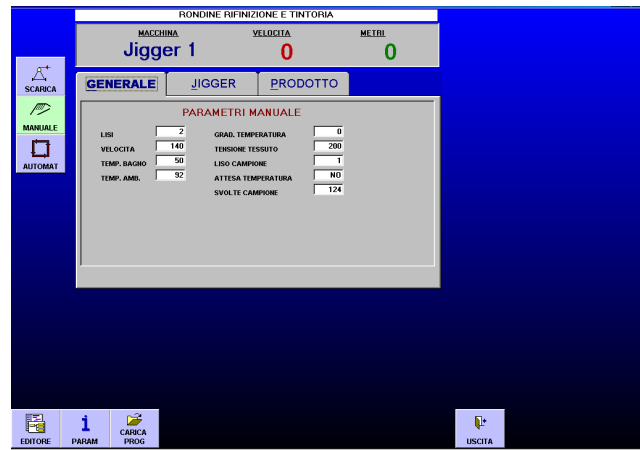 RONDINE RIFINIZIONE E TINTORIA
MACCHINA VELOCITA METRI
Jigger 1 0 0
SCARICA
GENERALE JIGGER PRODOTTO
MANUALE
PARAMETRI MANUALE
AUTOMAT
LISI 2 GRAD. TEMPERATURA 0
VELOCITA 140 TENSIONE TESSUTO 200
TEMP. BAGNO 50 LISO CAMPIONE 1
TEMP. AMB. 92 ATTESA TEMPERATURA NO
SVOLTE CAMPIONE 124
EDITORE PARAM CARICA PROG USCITA